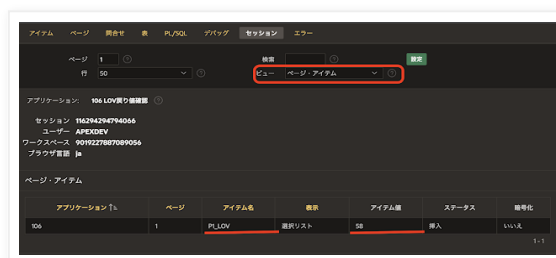 アイテム ページ 問合せ 表 PL/SQL デバッグ セッション エラー
ページ 1 検索 設定
行 50 ビュー ページ・アイテム
アプリケーション: 106 LOV戻り値確認
セッション 116294294794066
ユーザー APEXDEV
ワークスペース 9019227887089056
ブラウザ言語 ja
ページ・アイテム
アプリケーション ページ アイテム名 表示 アイテム値 ステータス 暗号化
106 1 P1_LOV 選択リスト 58 挿入 いいえ
1 - 1